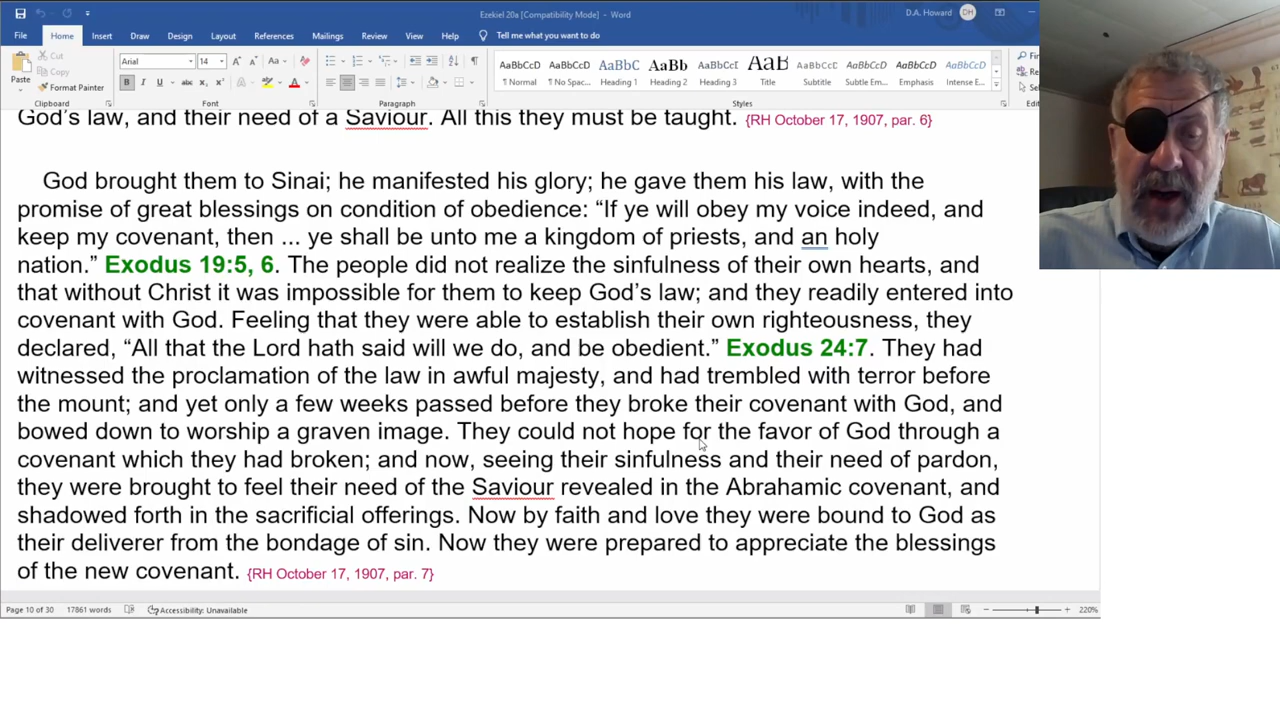 Ezekiel 20a [Compatibility Mode] - Word
D.A. Howard DH
File Home Insert Draw Design Layout References Mailings Review View Help Tell me what you want to do
Paste
Cut
Copy
Format Painter
Clipboard
Arial 14
Font
Paragraph
AaBbCcD AaBbCcD AaBbC AaBb AaBbCcI AaB AaBbCcD AaBbCcD AaBbCcD AaBbCcD
¶ Normal ¶ No Spac... Heading 1 Heading 2 Heading 3 Title Subtitle Subtle Em... Emphasis Intense E...
Styles
God's law, and their need of a Saviour. All this they must be taught. {RH October 17, 1907, par. 6}
God brought them to Sinai; he manifested his glory; he gave them his law, with the
promise of great blessings on condition of obedience: “If ye will obey my voice indeed, and
keep my covenant, then ... ye shall be unto me a kingdom of priests, and an holy
nation.” Exodus 19:5, 6. The people did not realize the sinfulness of their own hearts, and
that without Christ it was impossible for them to keep God's law; and they readily entered into
covenant with God. Feeling that they were able to establish their own righteousness, they
declared, “All that the Lord hath said will we do, and be obedient.” Exodus 24:7. They had
witnessed the proclamation of the law in awful majesty, and had trembled with terror before
the mount; and yet only a few weeks passed before they broke their covenant with God, and
bowed down to worship a graven image. They could not hope for the favor of God through a
covenant which they had broken; and now, seeing their sinfulness and their need of pardon,
they were brought to feel their need of the Saviour revealed in the Abrahamic covenant, and
shadowed forth in the sacrificial offerings. Now by faith and love they were bound to God as
their deliverer from the bondage of sin. Now they were prepared to appreciate the blessings
of the new covenant. {RH October 17, 1907, par. 7}
Page 10 of 30 17861 words Accessibility: Unavailable 220%